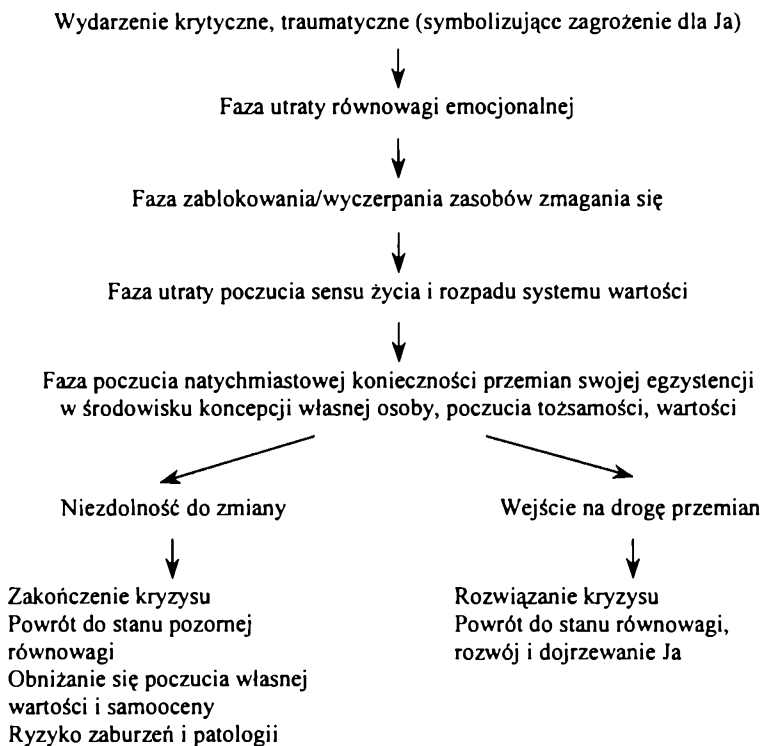 Wydarzenie krytyczne, traumatyczne (symbolizujące zagrożenie dla Ja)
Faza utraty równowagi emocjonalnej
Faza zablokowania/wyczerpania zasobów zmagania się
Faza utraty poczucia sensu życia i rozpadu systemu wartości
Faza poczucia natychmiastowej konieczności przemian swojej egzystencji
w środowisku koncepcji własnej osoby, poczucia tożsamości, wartości
Niezdolność do zmiany
Zakończenie kryzysu
Powrót do stanu pozornej
równowagi
Obniżanie się poczucia własnej
wartości i samooceny
Ryzyko zaburzeń i patologii
Wejście na drogę przemian
Rozwiązanie kryzysu
Powrót do stanu równowagi,
rozwój i dojrzewanie Ja